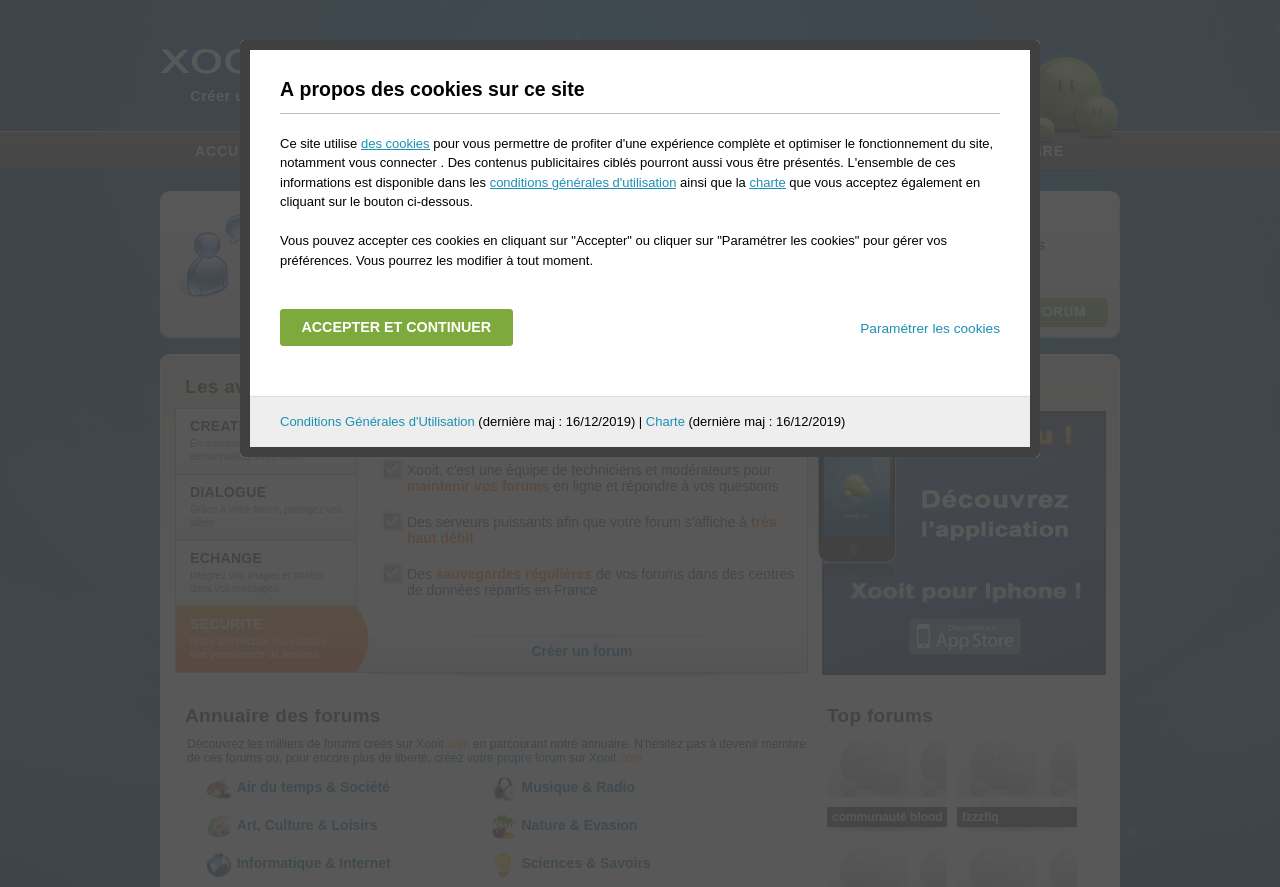 A propos des cookies sur ce site
Ce site utilise des cookies pour vous permettre de profiter d'une expérience complète et optimiser le fonctionnement du site,
notamment vous connecter . Des contenus publicitaires ciblés pourront aussi vous être présentés. L'ensemble de ces
informations est disponible dans les conditions générales d'utilisation ainsi que la charte que vous acceptez également en
cliquant sur le bouton ci-dessous.
Vous pouvez accepter ces cookies en cliquant sur "Accepter" ou cliquer sur "Paramétrer les cookies" pour gérer vos
préférences. Vous pourrez les modifier à tout moment.
ACCEPTER ET CONTINUER
Paramétrer les cookies
Conditions Générales d'Utilisation (dernière maj : 16/12/2019) | Charte (dernière maj : 16/12/2019)
Créer
Les
Xooit, c'est une équipe de techniciens et modérateurs pour
maintenir vos forums en ligne et répondre à vos questions
DIALOGUE
Grâce à votre forum, partagez vos
idées
Des serveurs puissants afin que votre forum s'affiche à très
haut débit
ECHANGE
Intégrez vos images et photos
dans vos messages
Des sauvegardes régulières de vos forums dans des centres
de données répartis en France
SECURITE
Notre architecture vous assure
une permanence de services
Créer un forum
Découvrez
l'application
Xooit pour Iphone !
Disponible sur
App Store
Annuaire des forums
Découvrez les milliers de forums créés sur Xooit.com en parcourant notre annuaire. N'hésitez pas à devenir membre
de ces forums ou, pour encore plus de liberté, créez votre propre forum sur Xooit.com
Air du temps & Société
Musique & Radio
Art, Culture & Loisirs
Nature & Evasion
Informatique & Internet
Sciences & Savoirs
Top forums
communauté blood
fzzzflq